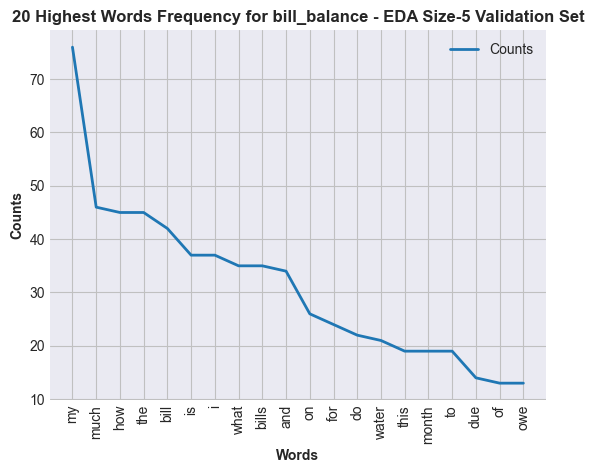 20 Highest Words Frequency for bill_balance - EDA Size-5 Validation Set
Counts
70
60
50
40
30
20
10
Counts
my much how the bill is i what bills and on for do water this month to due of owe
Words